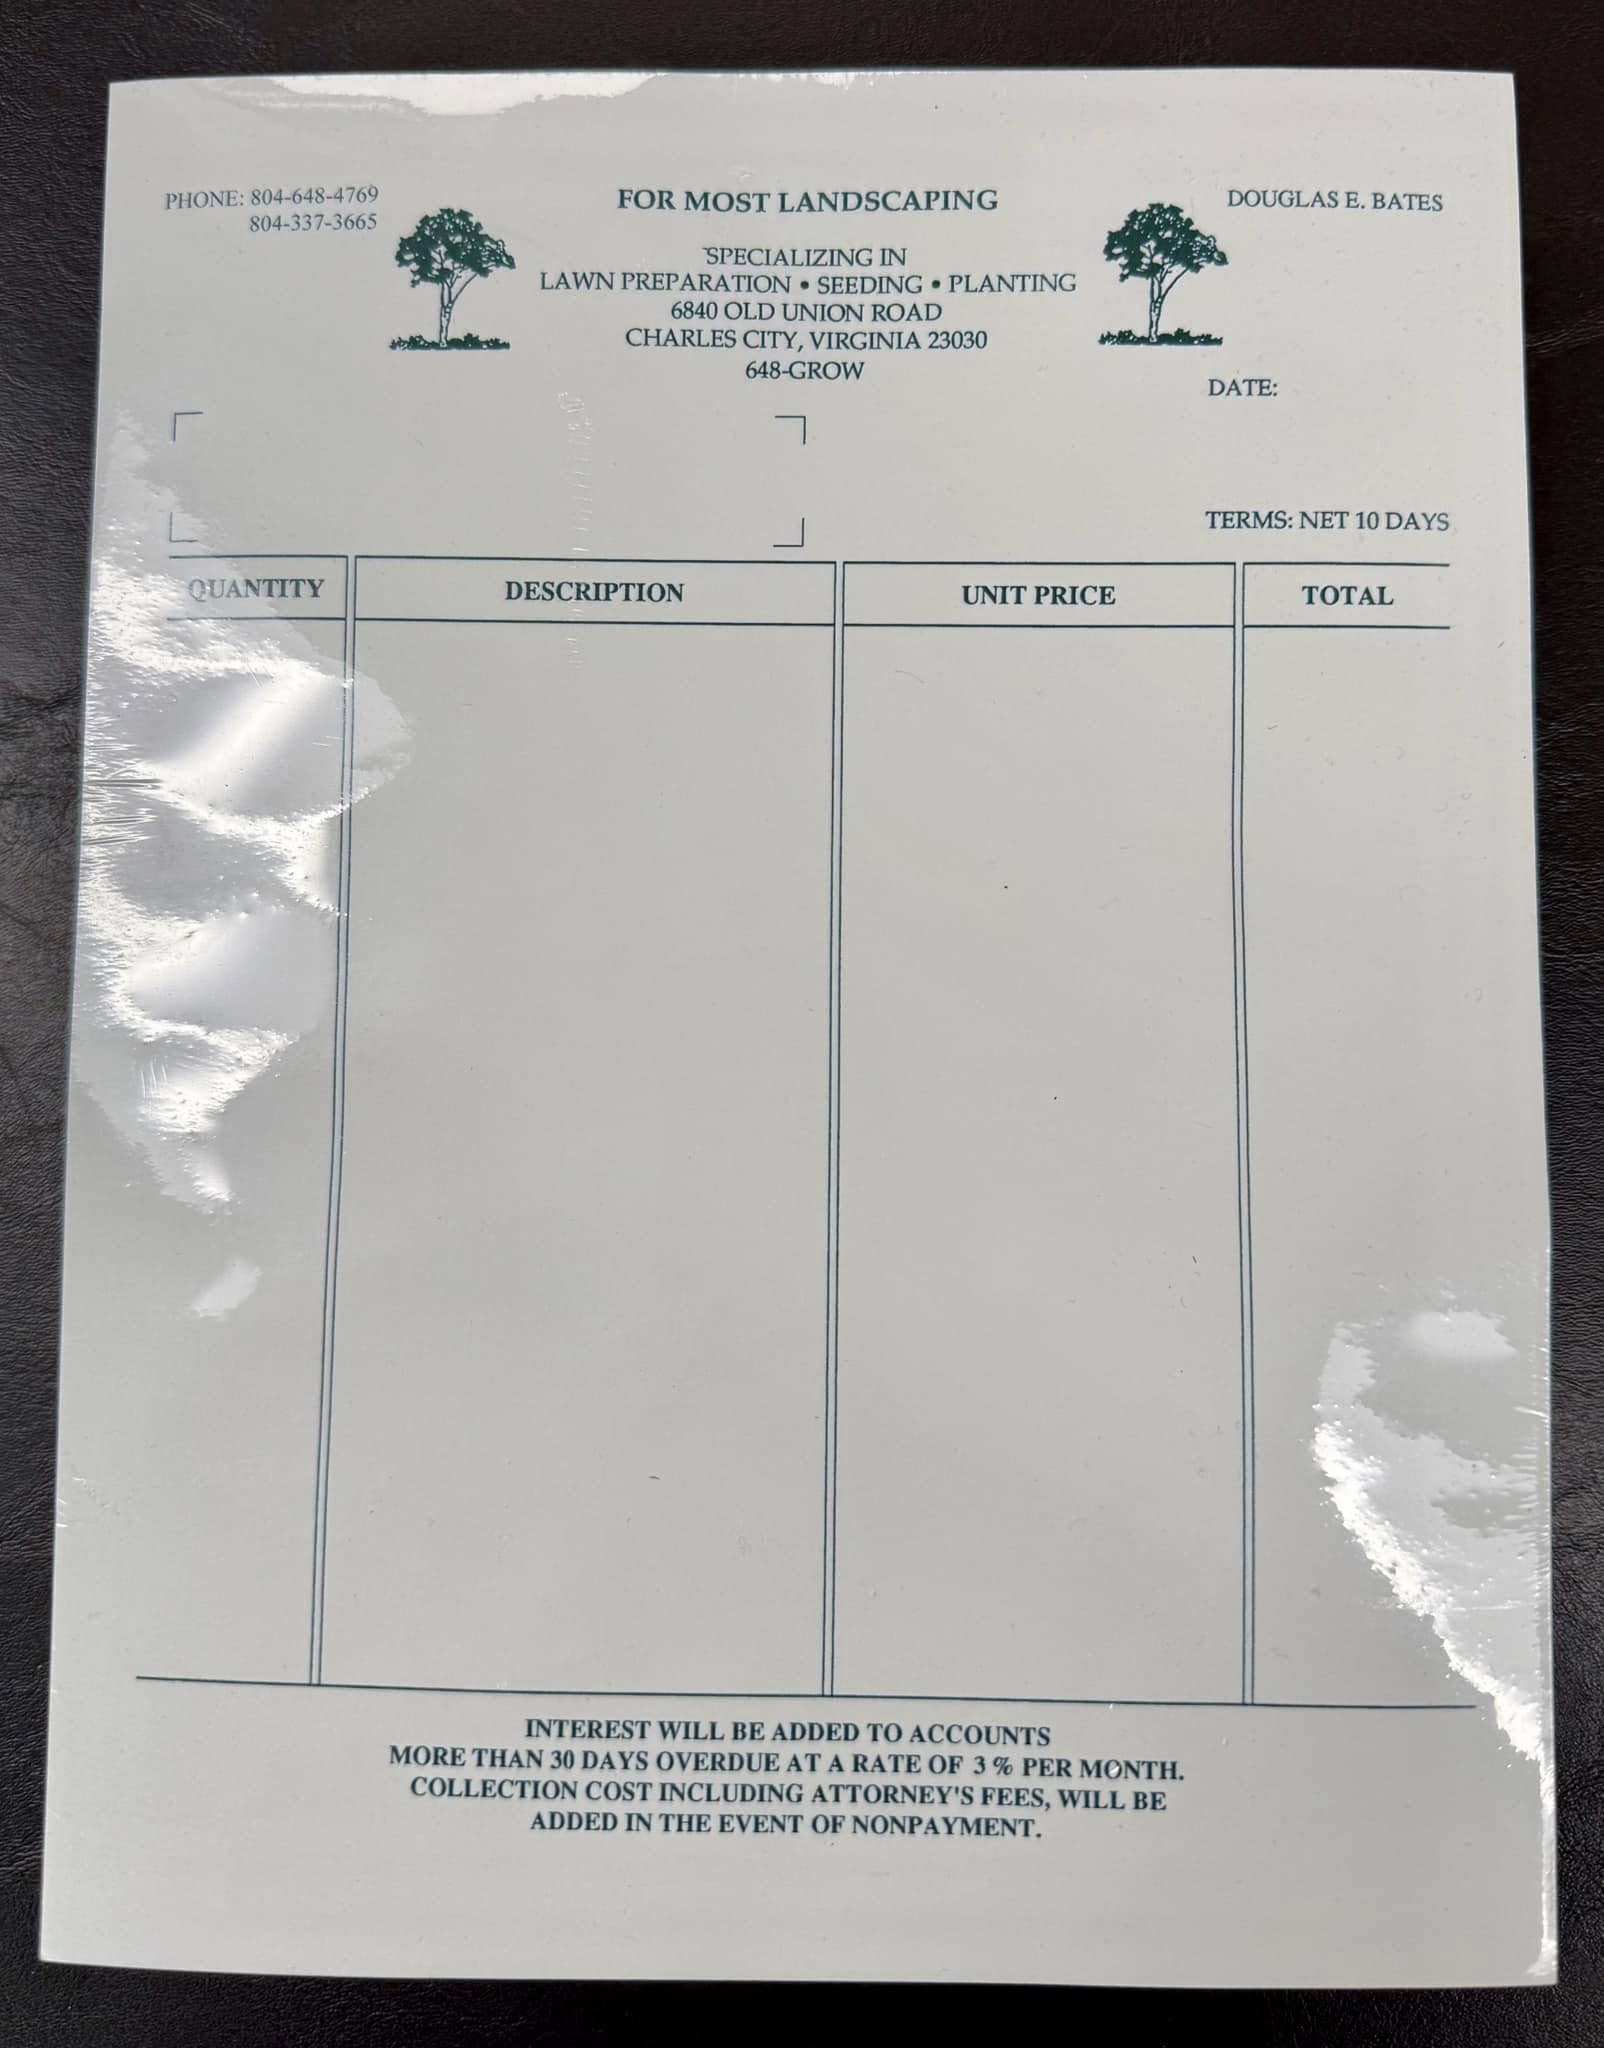 PHONE: 804-648-4769
804-337-3665
FOR MOST LANDSCAPING
DOUGLAS E. BATES
SPECIALIZING IN
LAWN PREPARATION • SEEDING • PLANTING
6840 OLD UNION ROAD
CHARLES CITY, VIRGINIA 23030
648-GROW
DATE:
TERMS: NET 10 DAYS
QUANTITY DESCRIPTION UNIT PRICE TOTAL
INTEREST WILL BE ADDED TO ACCOUNTS
MORE THAN 30 DAYS OVERDUE AT A RATE OF 3 % PER MONTH.
COLLECTION COST INCLUDING ATTORNEY'S FEES, WILL BE
ADDED IN THE EVENT OF NONPAYMENT.